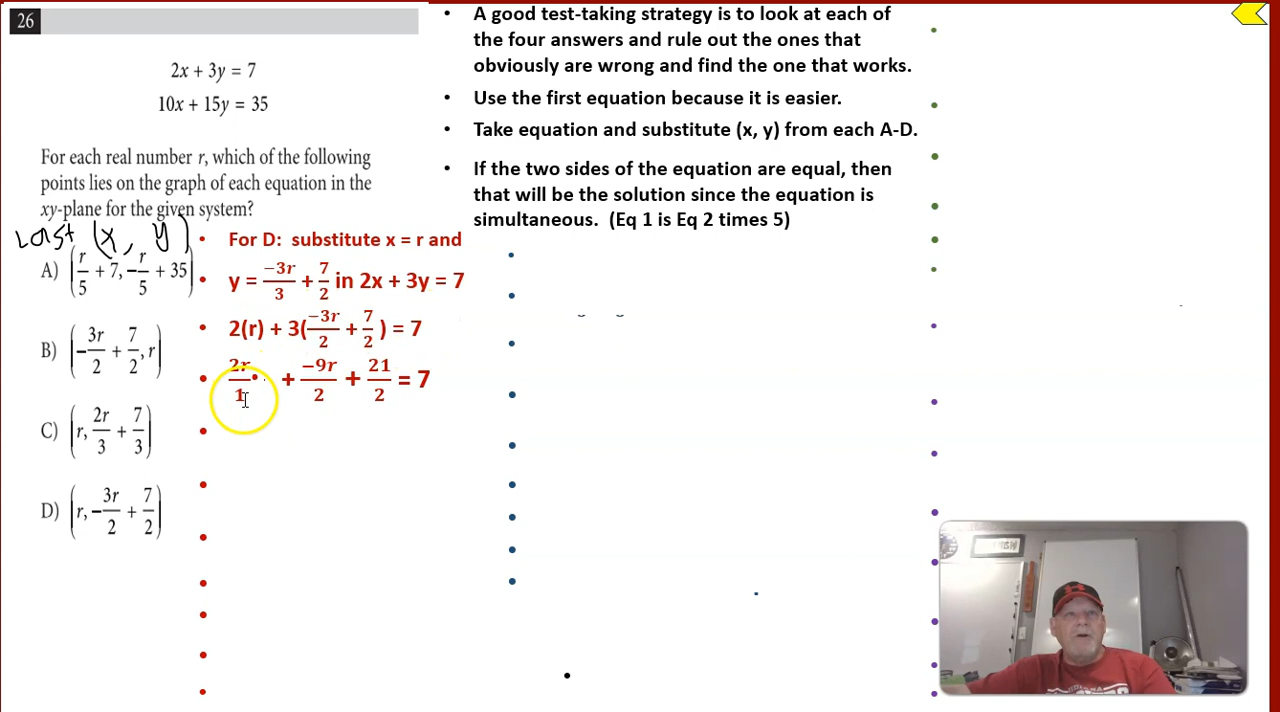 26
2x + 3y = 7
10x + 15y = 35
For each real number r, which of the following
points lies on the graph of each equation in the
xy-plane for the given system?
Last (x, y)
A) (r/5 + 7, -r/5 + 35)
B) (-3r/2 + 7/2, r)
C) (r, 2r/3 + 7/3)
D) (r, -3r/2 + 7/2)
• For D: substitute x = r and
• y = -3r/3 + 7/2 in 2x + 3y = 7
• 2(r) + 3(-3r/2 + 7/2) = 7
• 2r/1 • + -9r/2 + 21/2 = 7
• A good test-taking strategy is to look at each of
the four answers and rule out the ones that
obviously are wrong and find the one that works.
• Use the first equation because it is easier.
• Take equation and substitute (x, y) from each A-D.
• If the two sides of the equation are equal, then
that will be the solution since the equation is
simultaneous. (Eq 1 is Eq 2 times 5)